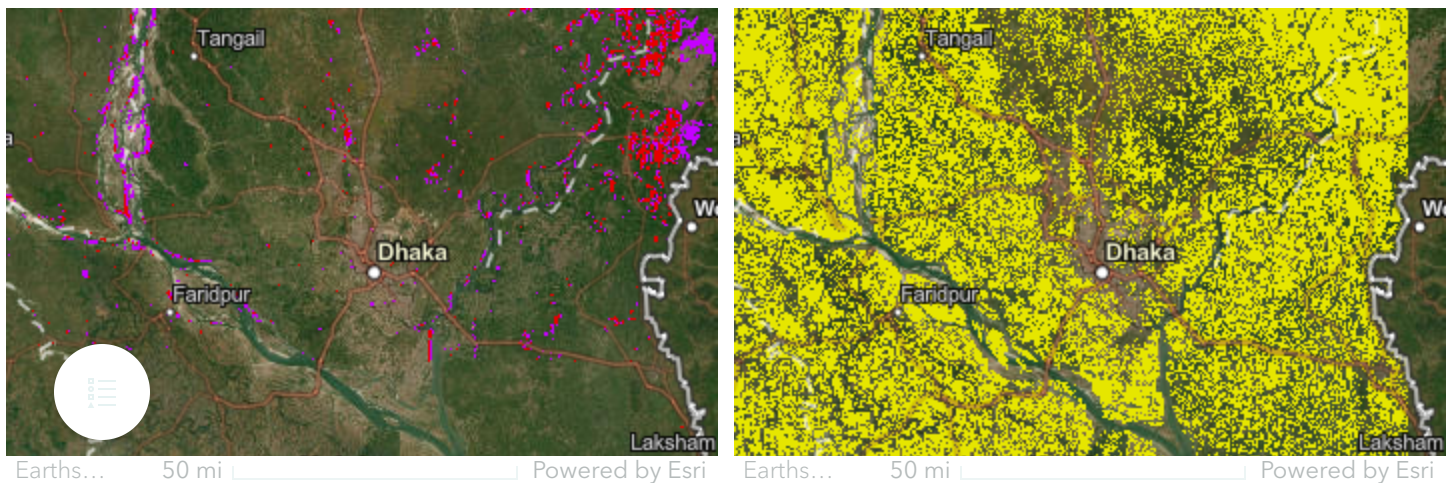 Tangail
a
Dhaka
Faridpur
Laksham
Earths...
50 mi
Powered by Esri
Tangail
a
Dhaka
Faridpur
Laksham
Earths...
50 mi
Powered by Esri